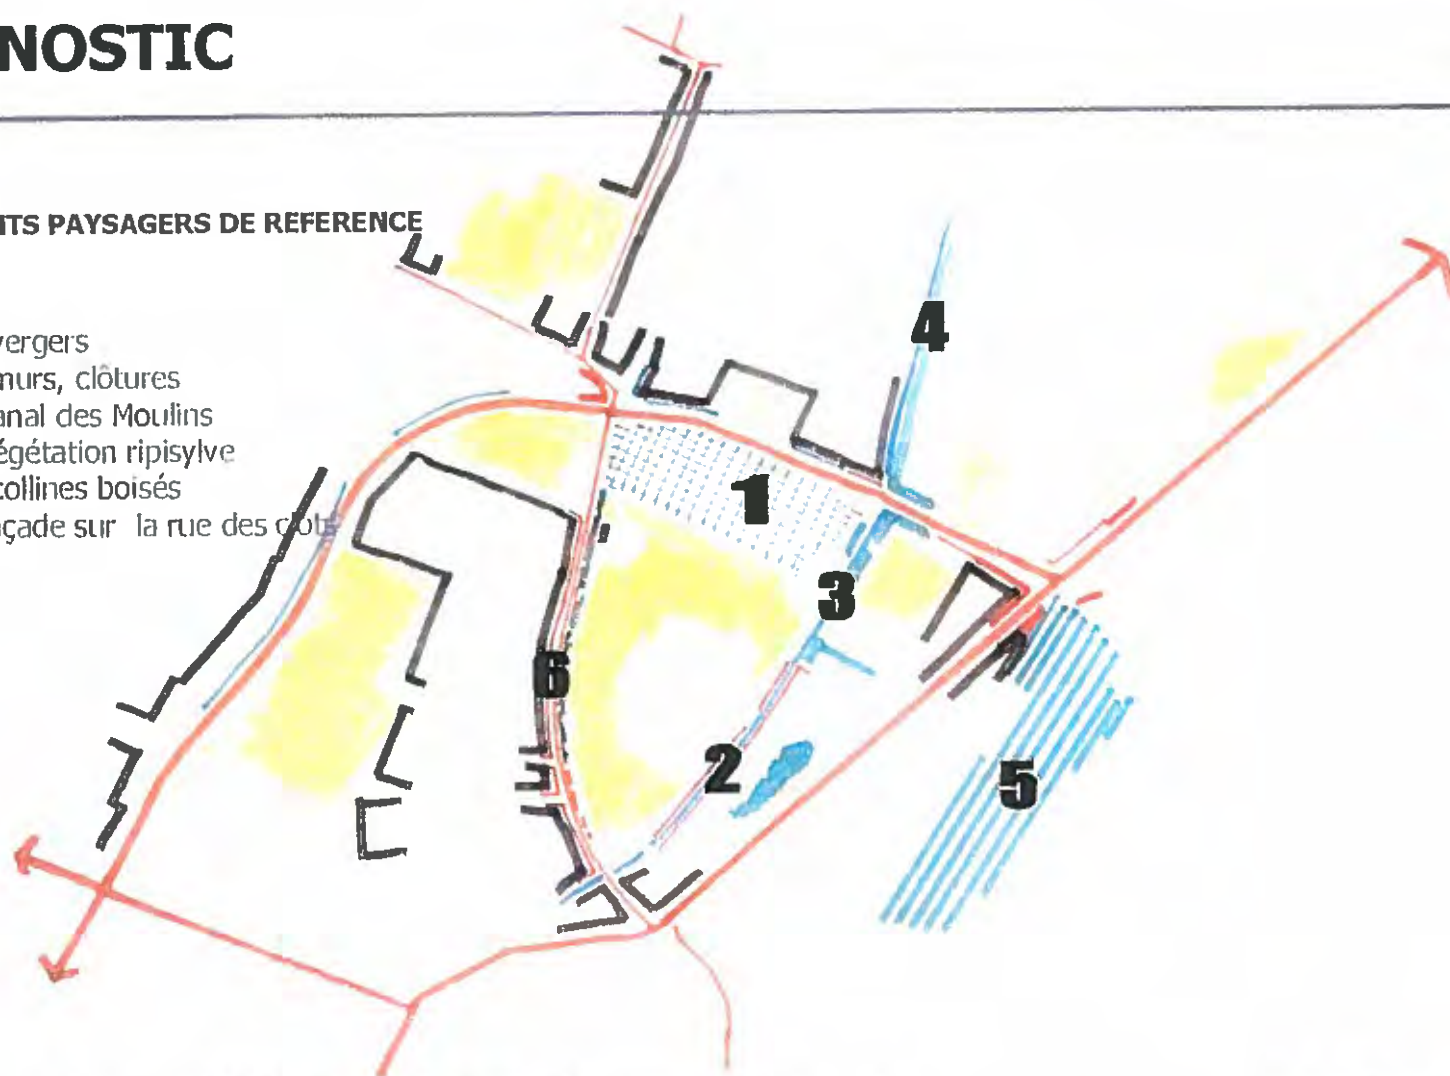 NOSTIC
ITS PAYSAGERS DE REFERENCE
vergers
murs, clôtures
anal des Moulins
égétation ripisylve
collines boisés
çade sur la rue des clots
4
1
3
6
2
5